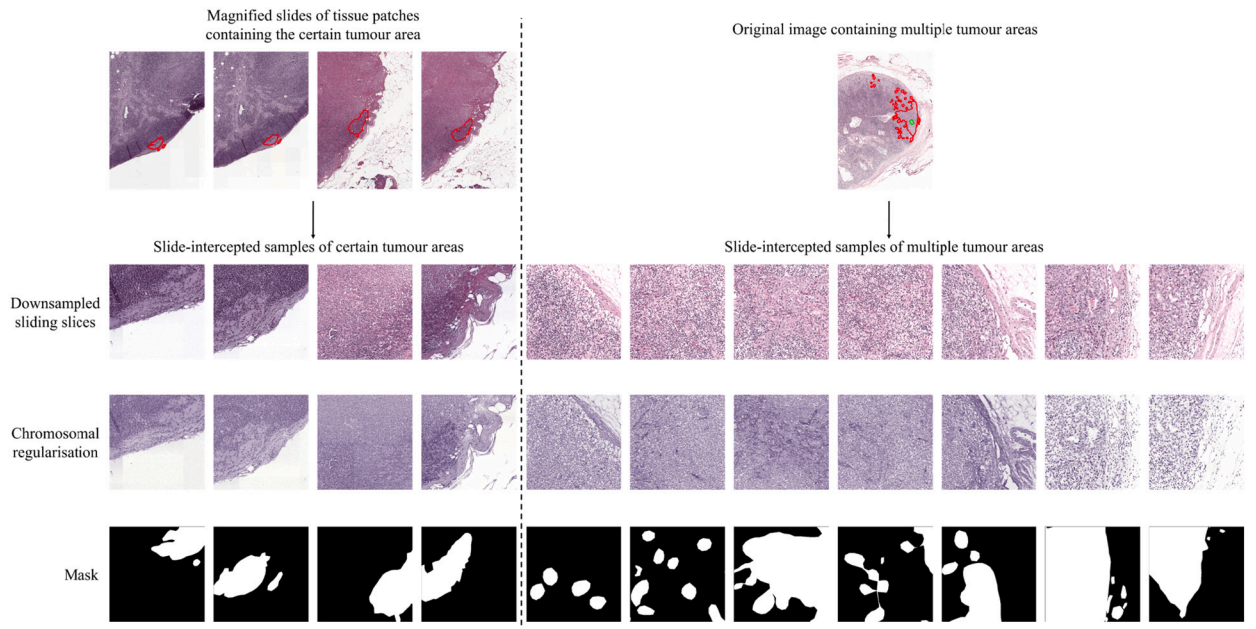 Magnified slides of tissue patches
containing the certain tumour area
Original image containing multiple tumour areas
Slide-intercepted samples of certain tumour areas
Slide-intercepted samples of multiple tumour areas
Downsampled
sliding slices
Chromosomal
regularisation
Mask